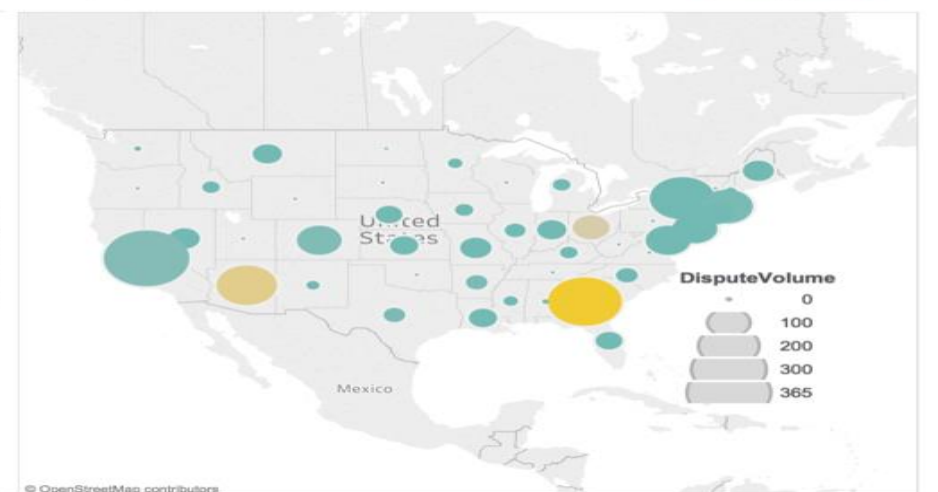 United
States
DisputeVolume
0
100
200
300
365
Mexico
© OpenStreetMap contributors